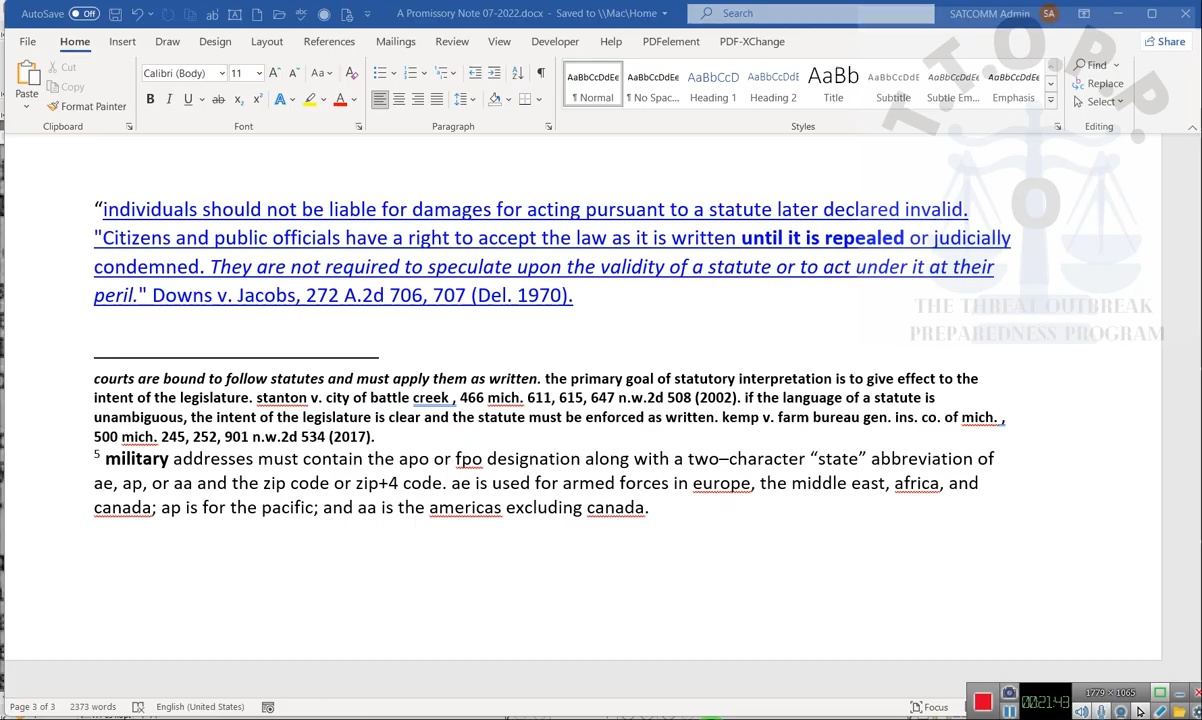 AutoSave Off A Promissory Note 07-2022.docx - Saved to \\Mac\Home Search SATCOMM Admin SA
File Home Insert Draw Design Layout References Mailings Review View Developer Help PDFelement PDF-XChange Share
Paste Cut Copy Format Painter
Clipboard
Calibri (Body) 11
Font
Paragraph
AaBbCcDdEe AaBbCcDdEe AaBbCcD AaBbCcDdEe AaBb AaBbCcDdEe AaBbCcDdEe AaBbCcDdEe
¶ Normal ¶ No Spac... Heading 1 Heading 2 Title Subtitle Subtle Em... Emphasis
Styles
Find
Replace
Select
Editing
T.T.O.P.P.
THE THREAT OUTBREAK
PREPAREDNESS PROGRAM
“individuals should not be liable for damages for acting pursuant to a statute later declared invalid.
"Citizens and public officials have a right to accept the law as it is written until it is repealed or judicially
condemned. They are not required to speculate upon the validity of a statute or to act under it at their
peril." Downs v. Jacobs, 272 A.2d 706, 707 (Del. 1970).
courts are bound to follow statutes and must apply them as written. the primary goal of statutory interpretation is to give effect to the
intent of the legislature. stanton v. city of battle creek , 466 mich. 611, 615, 647 n.w.2d 508 (2002). if the language of a statute is
unambiguous, the intent of the legislature is clear and the statute must be enforced as written. kemp v. farm bureau gen. ins. co. of mich. ,
500 mich. 245, 252, 901 n.w.2d 534 (2017).
5 military addresses must contain the apo or fpo designation along with a two–character “state” abbreviation of
ae, ap, or aa and the zip code or zip+4 code. ae is used for armed forces in europe, the middle east, africa, and
canada; ap is for the pacific; and aa is the americas excluding canada.
Page 3 of 3 2373 words English (United States) Focus
1779 × 1065
00:21:43